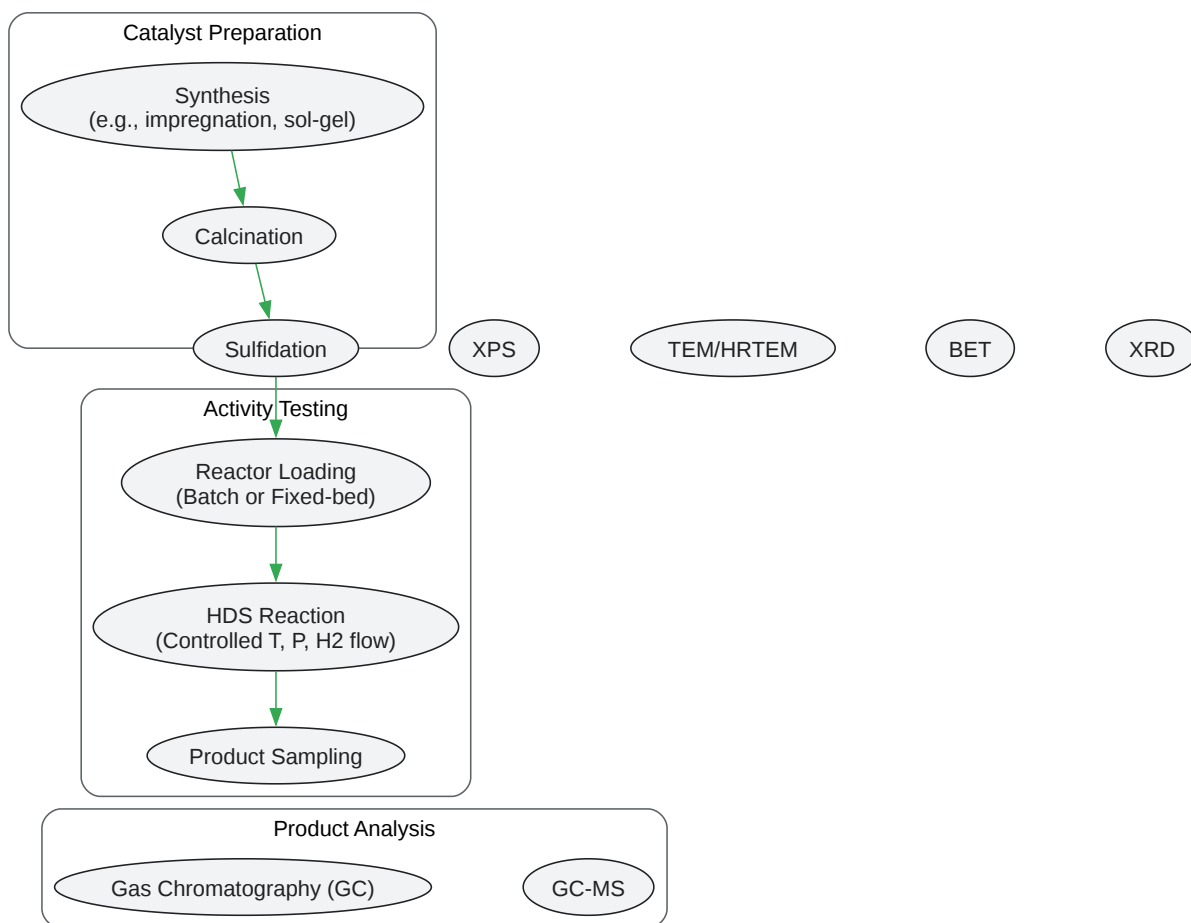 Catalyst Preparation
Synthesis
(e.g., impregnation, sol-gel)
Calcination
Sulfidation
XPS
TEM/HRTEM
BET
XRD
Activity Testing
Reactor Loading
(Batch or Fixed-bed)
HDS Reaction
(Controlled T, P, H2 flow)
Product Sampling
Product Analysis
Gas Chromatography (GC)
GC-MS